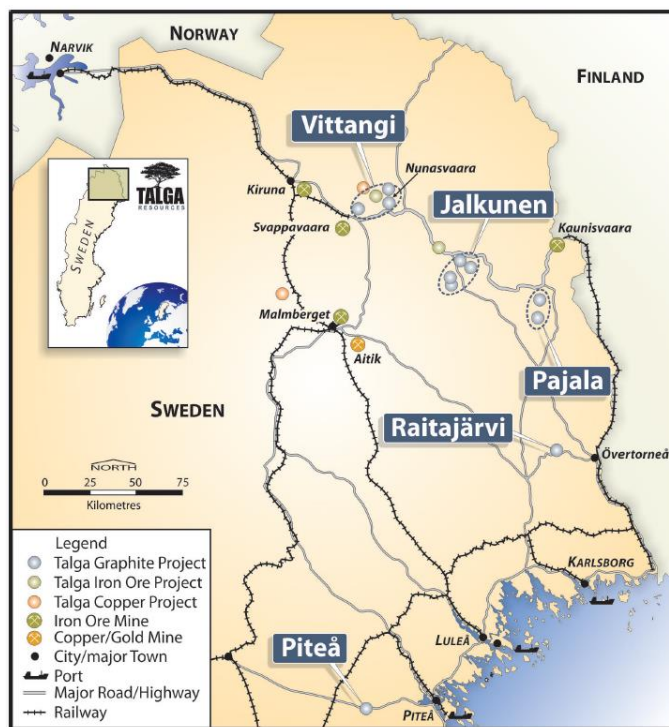 NARVIK
NORWAY
FINLAND
Vittangi
Nunasvaara
Kiruna
Jalkunen
TALGA
RESOURCES
SWEDEN
Svappavaara
Kaunisvaara
Malmberget
Aitik
Pajala
SWEDEN
Raitajärvi
Övertorneå
NORTH
0 25 50 75
Kilometres
Legend
Talga Graphite Project
Talga Iron Ore Project
Talga Copper Project
Iron Ore Mine
Copper/Gold Mine
City/major Town
Port
Major Road/Highway
Railway
KARLSBORG
LULEÅ
Piteå
PITEÅ